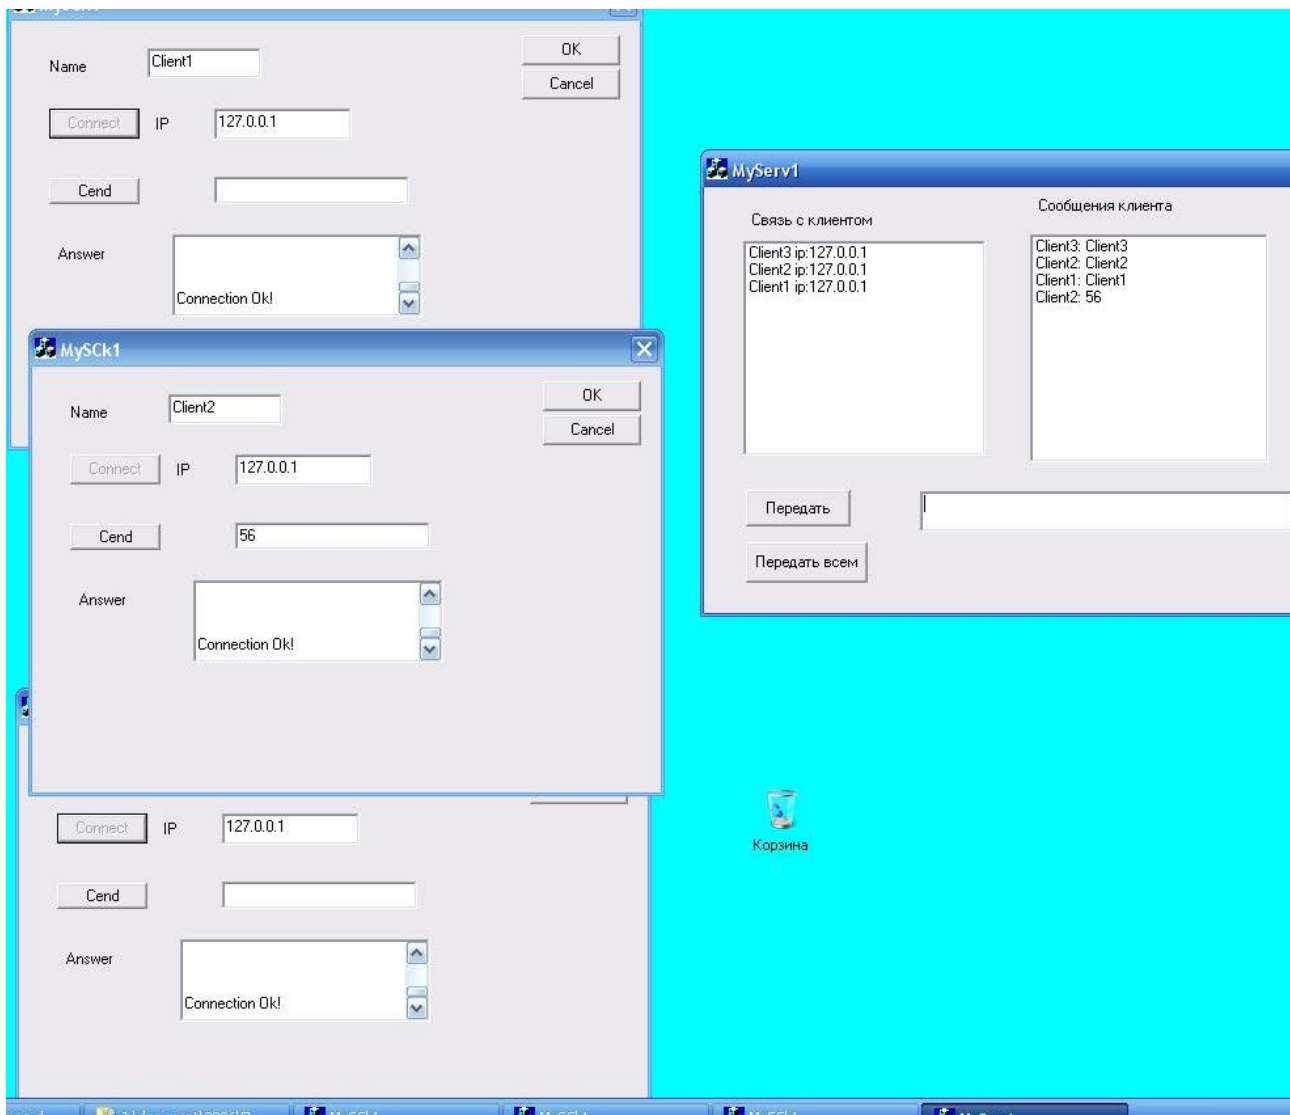 Name
Client1
OK
Cancel
Connect
IP
127.0.0.1
Cend
Answer
Connection Ok!
MySCk1
Name
Client2
OK
Cancel
Connect
IP
127.0.0.1
Cend
56
Answer
Connection Ok!
Connect
IP
127.0.0.1
Cend
Answer
Connection Ok!
MyServ1
Связь с клиентом
Client3 ip:127.0.0.1
Client2 ip:127.0.0.1
Client1 ip:127.0.0.1
Сообщения клиента
Client3: Client3
Client2: Client2
Client1: Client1
Client2: 56
Передать
Передать всем
Корзина